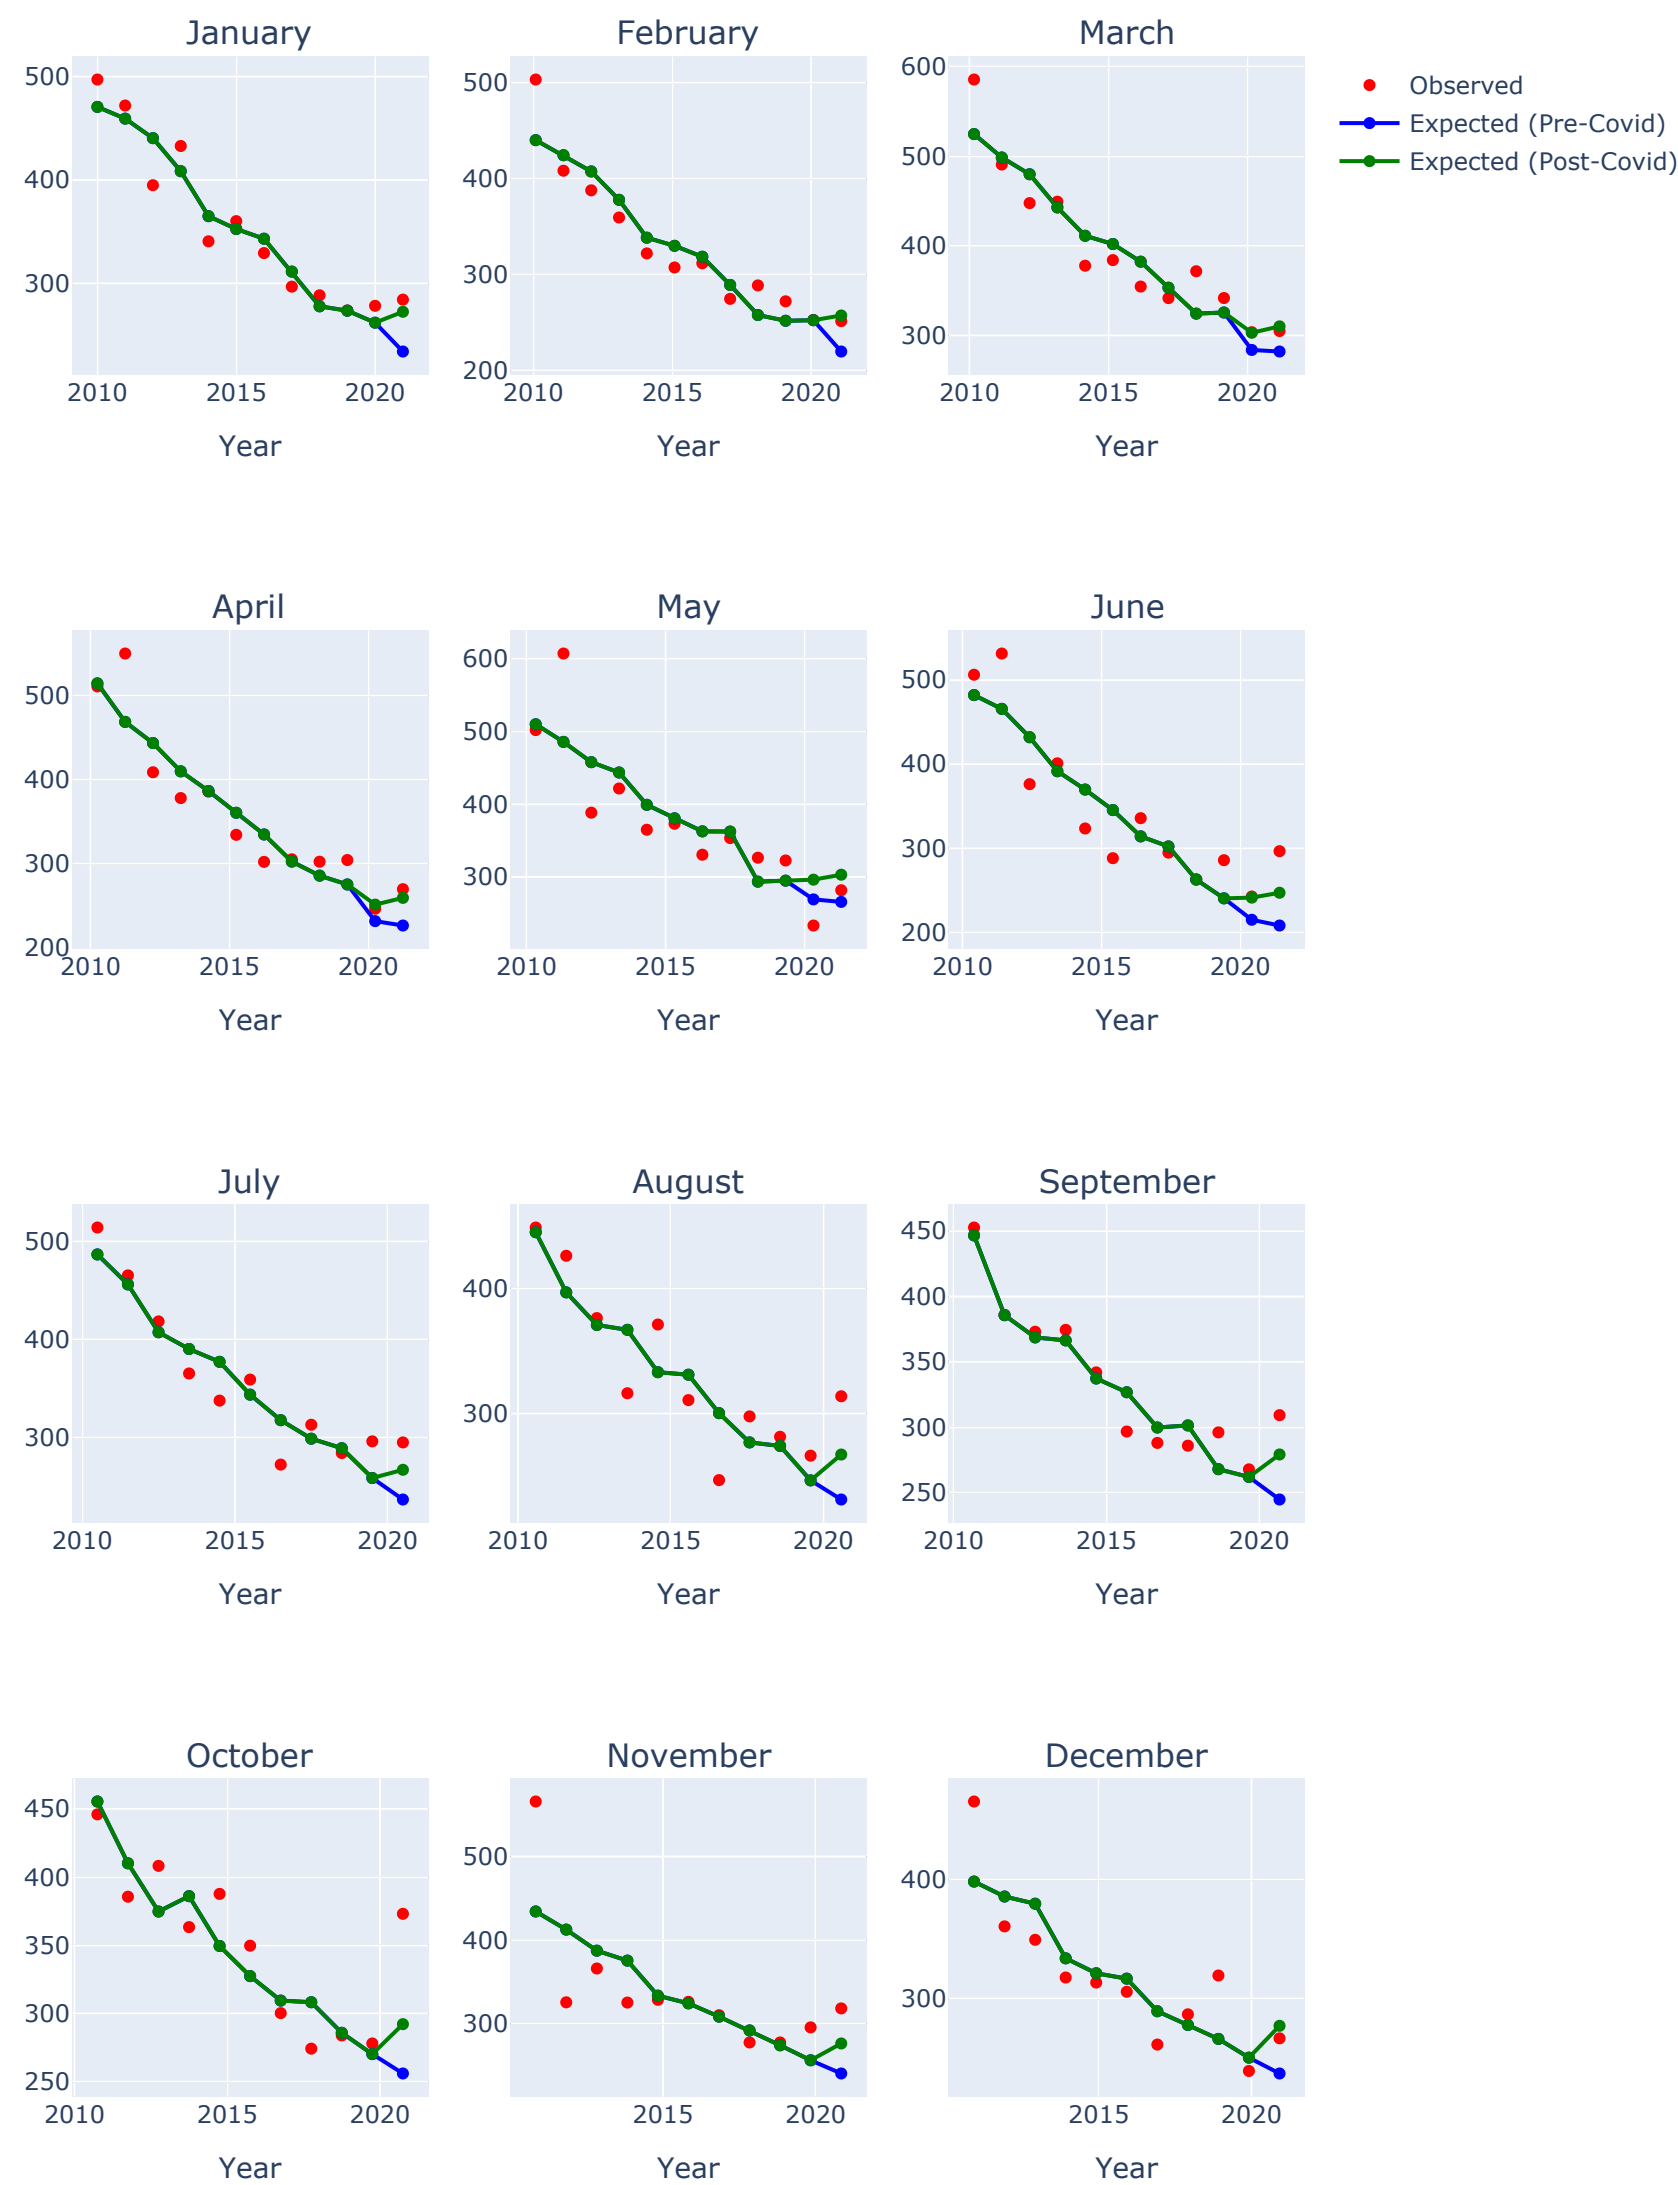 January
February
March
500
400
300
2010
2015
2020
Year
500
400
300
200
2010
2015
2020
Year
600
500
400
300
2010
2015
2020
Year
Observed
Expected (Pre-Covid)
Expected (Post-Covid)
April
May
June
500
400
300
200
2010
2015
2020
Year
600
500
400
300
2010
2015
2020
Year
500
400
300
200
2010
2015
2020
Year
July
August
September
500
400
300
2010
2015
2020
Year
400
300
2010
2015
2020
Year
450
400
350
300
250
2010
2015
2020
Year
October
November
December
450
400
350
300
250
2010
2015
2020
Year
500
400
300
2015
2020
Year
400
300
2015
2020
Year